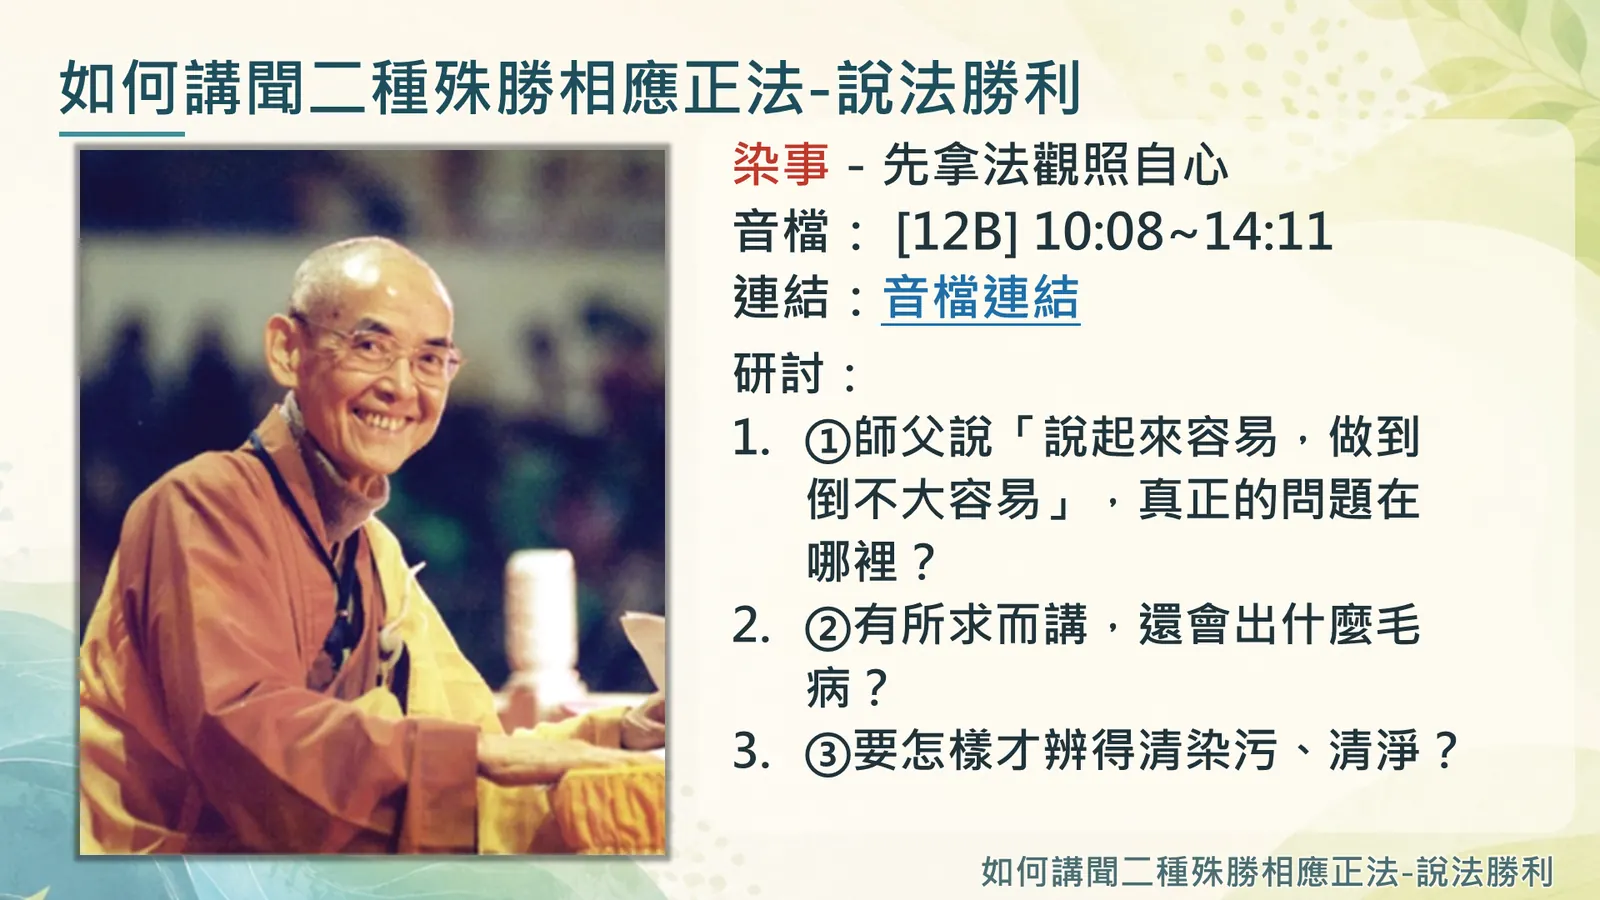 如何講聞二種殊勝相應正法-說法勝利
染事 - 先拿法觀照自心
音檔： [12B] 10:08~14:11
連結：音檔連結
研討：
1. ①師父說「說起來容易，做到
倒不大容易」，真正的問題在
哪裡？
2. ②有所求而講，還會出什麼毛
病？
3. ③要怎樣才辨得清染污、清淨？
如何講聞二種殊勝相應正法-說法勝利